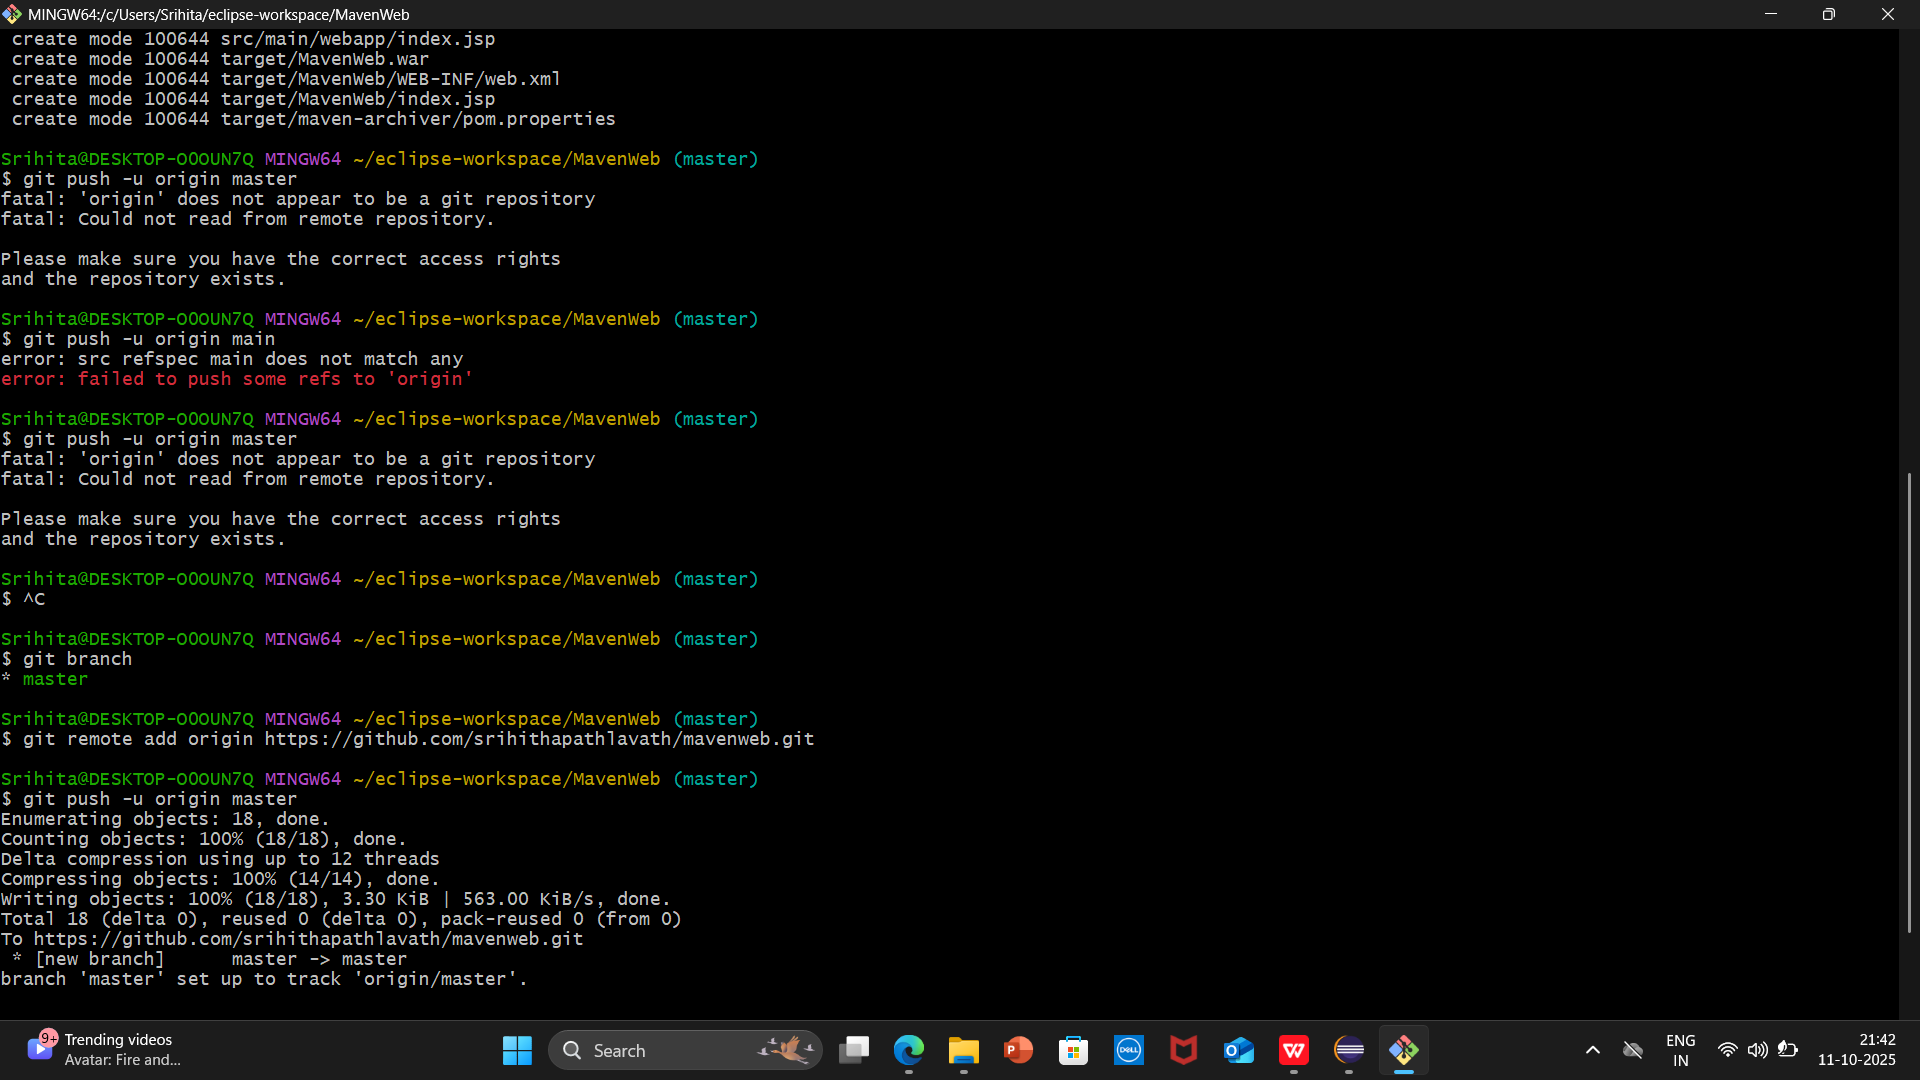 MINGW64:/c/Users/Srihita/eclipse-workspace/MavenWeb
create mode 100644 src/main/webapp/index.jsp
create mode 100644 target/MavenWeb.war
create mode 100644 target/MavenWeb/WEB-INF/web.xml
create mode 100644 target/MavenWeb/index.jsp
create mode 100644 target/maven-archiver/pom.properties
Srihita@DESKTOP-O0OUN7Q MINGW64 ~/eclipse-workspace/MavenWeb (master)
$ git push -u origin master
fatal: 'origin' does not appear to be a git repository
fatal: Could not read from remote repository.
Please make sure you have the correct access rights
and the repository exists.
Srihita@DESKTOP-O0OUN7Q MINGW64 ~/eclipse-workspace/MavenWeb (master)
$ git push -u origin main
error: src refspec main does not match any
error: failed to push some refs to 'origin'
Srihita@DESKTOP-O0OUN7Q MINGW64 ~/eclipse-workspace/MavenWeb (master)
$ git push -u origin master
fatal: 'origin' does not appear to be a git repository
fatal: Could not read from remote repository.
Please make sure you have the correct access rights
and the repository exists.
Srihita@DESKTOP-O0OUN7Q MINGW64 ~/eclipse-workspace/MavenWeb (master)
$ ^C
Srihita@DESKTOP-O0OUN7Q MINGW64 ~/eclipse-workspace/MavenWeb (master)
$ git branch
* master
Srihita@DESKTOP-O0OUN7Q MINGW64 ~/eclipse-workspace/MavenWeb (master)
$ git remote add origin https://github.com/srihithapathlavath/mavenweb.git
Srihita@DESKTOP-O0OUN7Q MINGW64 ~/eclipse-workspace/MavenWeb (master)
$ git push -u origin master
Enumerating objects: 18, done.
Counting objects: 100% (18/18), done.
Delta compression using up to 12 threads
Compressing objects: 100% (14/14), done.
Writing objects: 100% (18/18), 3.30 KiB | 563.00 KiB/s, done.
Total 18 (delta 0), reused 0 (delta 0), pack-reused 0 (from 0)
To https://github.com/srihithapathlavath/mavenweb.git
* [new branch]      master -> master
branch 'master' set up to track 'origin/master'.
9+
Trending videos
Avatar: Fire and...
Search
P
DELL
O
W
ENG
IN
21:42
11-10-2025